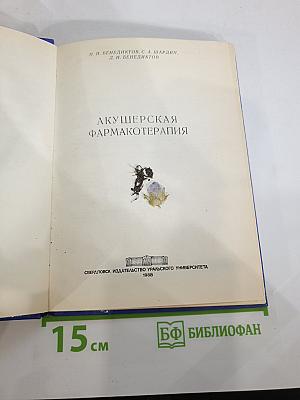 И. И. БЕНЕДИКТОВ, С. А. ШАРДИН,
Д. И. БЕНЕДИКТОВ
АКУШЕРСКАЯ
ФАРМАКОТЕРАПИЯ
СВЕРДЛОВСК ИЗДАТЕЛЬСТВО УРАЛЬСКОГО УНИВЕРСИТЕТА
1988
15 см
БФ БИБЛИОФАН